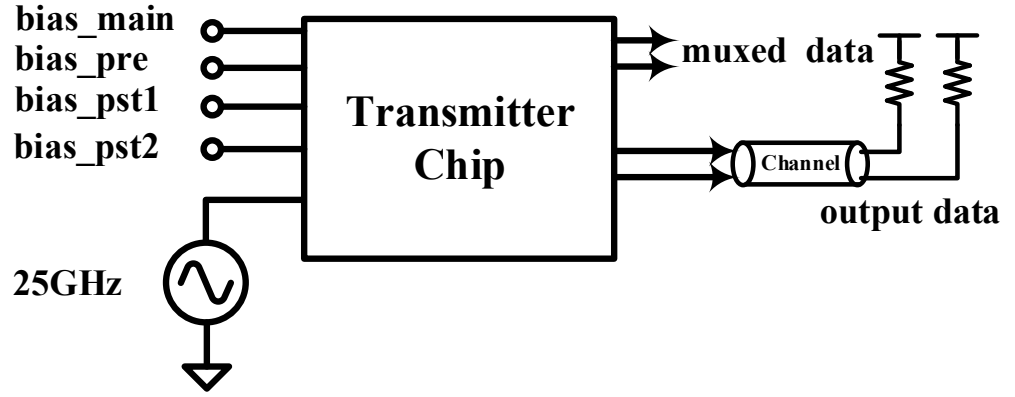 bias_main
bias_pre
bias_pst1
bias_pst2
25GHz
Transmitter
Chip
muxed data
Channel
output data